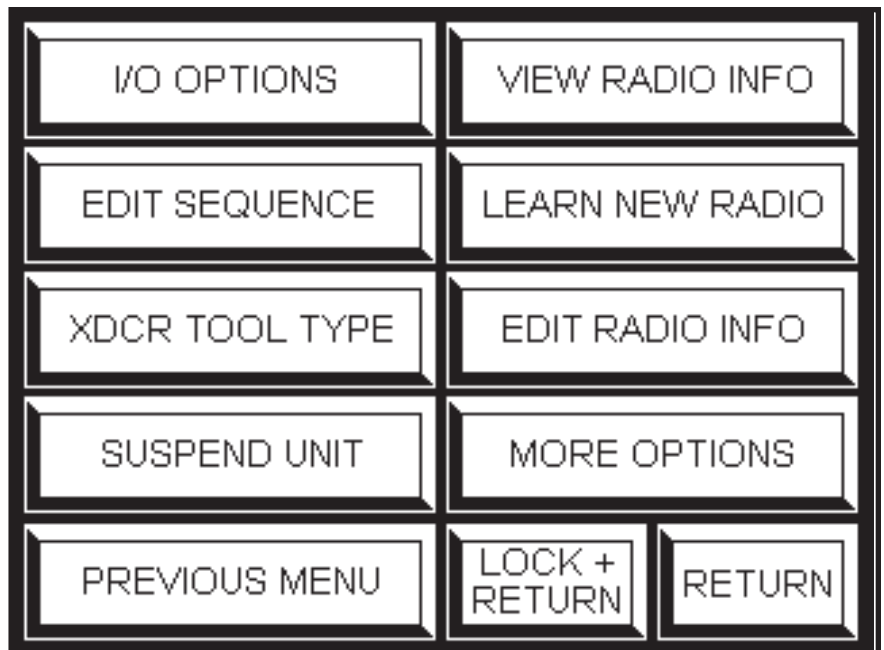 I/O OPTIONS
VIEW RADIO INFO
EDIT SEQUENCE
LEARN NEW RADIO
XDCR TOOL TYPE
EDIT RADIO INFO
SUSPEND UNIT
MORE OPTIONS
PREVIOUS MENU
LOCK +
RETURN
RETURN